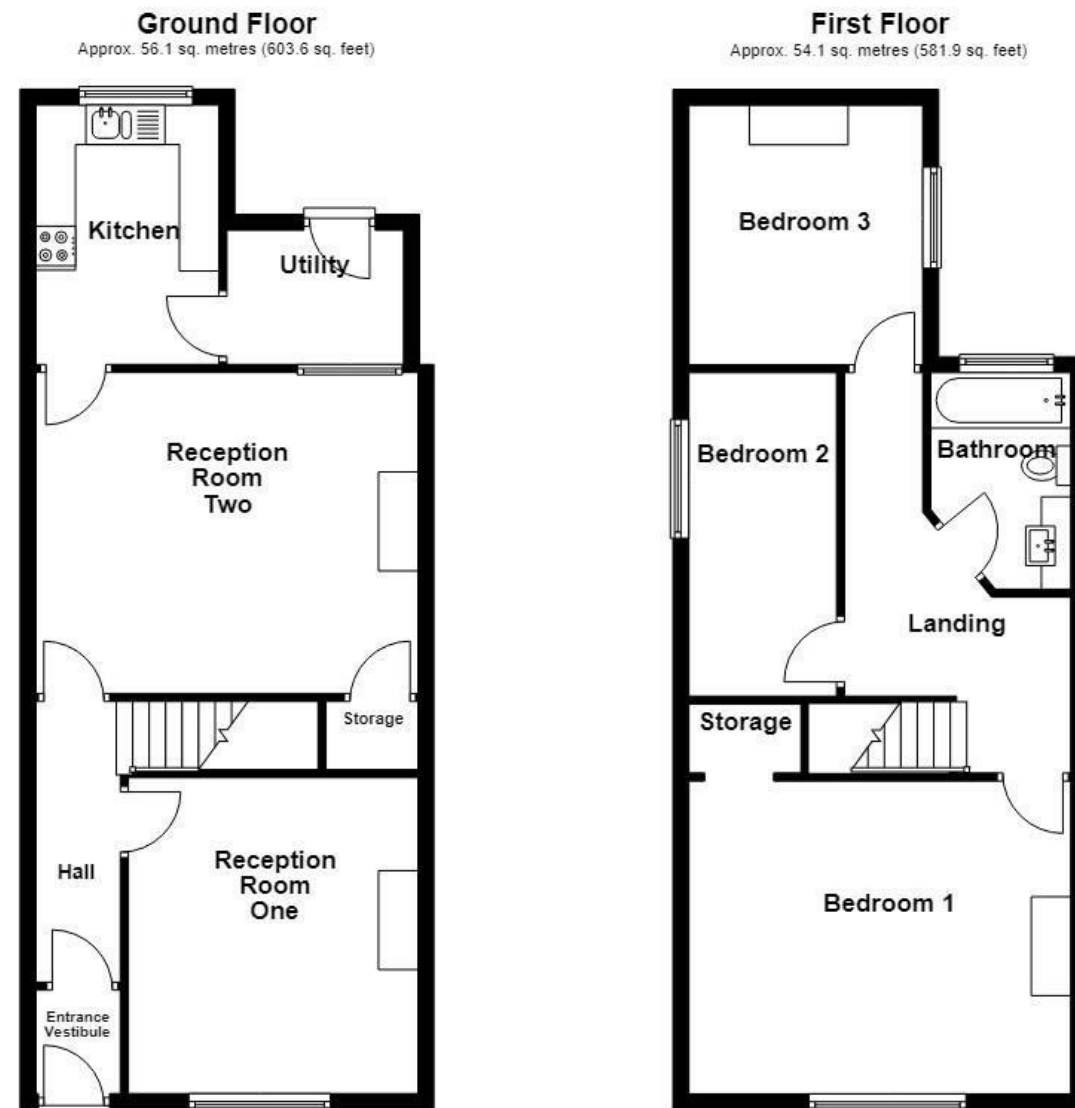 Ground Floor
Approx. 56.1 sq. metres (603.6 sq. feet)
Kitchen
Utility
Reception
Room
Two
Storage
Hall
Reception
Room
One
Entrance
Vestibule
First Floor
Approx. 54.1 sq. metres (581.9 sq. feet)
Bedroom 3
Bedroom 2
Bathroom
Landing
Storage
Bedroom 1